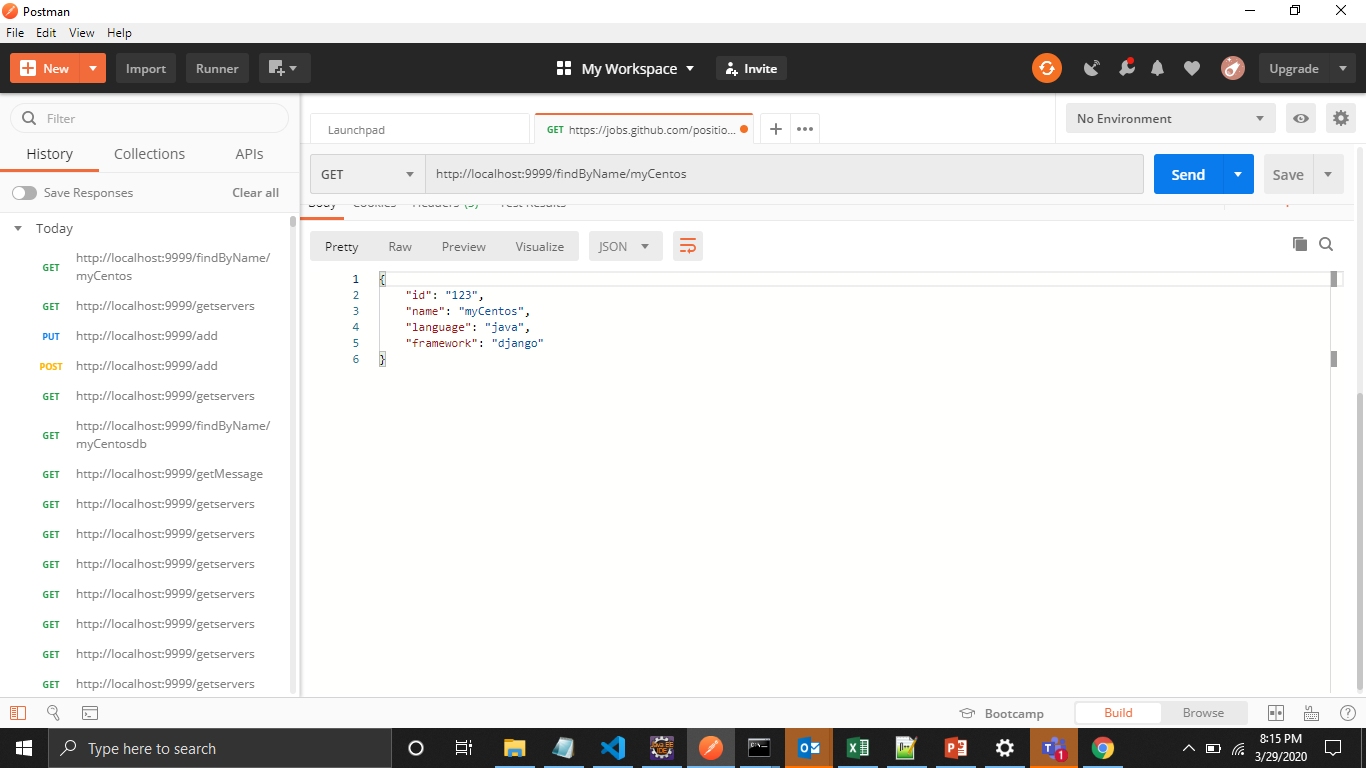 Postman
File Edit View Help
New Import Runner My Workspace Invite Upgrade
Filter
History Collections APIs
Save Responses Clear all
Today
GET http://localhost:9999/findByName/
myCentos
GET http://localhost:9999/getservers
PUT http://localhost:9999/add
POST http://localhost:9999/add
GET http://localhost:9999/getservers
GET http://localhost:9999/findByName/
myCentosdb
GET http://localhost:9999/getMessage
GET http://localhost:9999/getservers
GET http://localhost:9999/getservers
GET http://localhost:9999/getservers
GET http://localhost:9999/getservers
GET http://localhost:9999/getservers
GET http://localhost:9999/getservers
GET http://localhost:9999/getservers
Launchpad GET https://jobs.github.com/positio... No Environment
GET http://localhost:9999/findByName/myCentos Send Save
Body Cookies Headers (5) Test Results
Pretty Raw Preview Visualize JSON
1 {
2 "id": "123",
3 "name": "myCentos",
4 "language": "java",
5 "framework": "django"
6 }
Bootcamp Build Browse
Type here to search
1
8:15 PM
3/29/2020